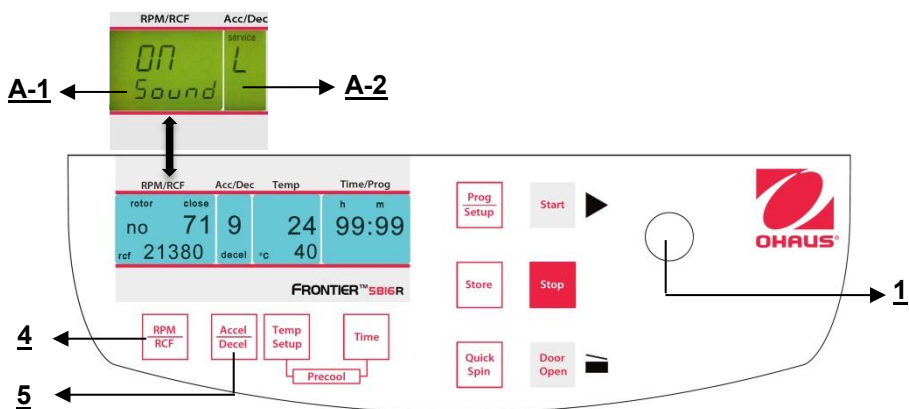 RPM/RCF Acc/Dec
service
ON L
A-1 Sound A-2
RPM/RCF Acc/Dec Temp Time/Prog
rotor close h m
no 71 9 24 99:99
rcf 21380 decel °C 40
FRONTIER™5816R
Prog
Setup
Start
OHAUS®
Store
Stop
1
4
RPM
RCF
Accel
Decel
Temp
Setup
Time
Precool
Quick
Spin
Door
Open
5